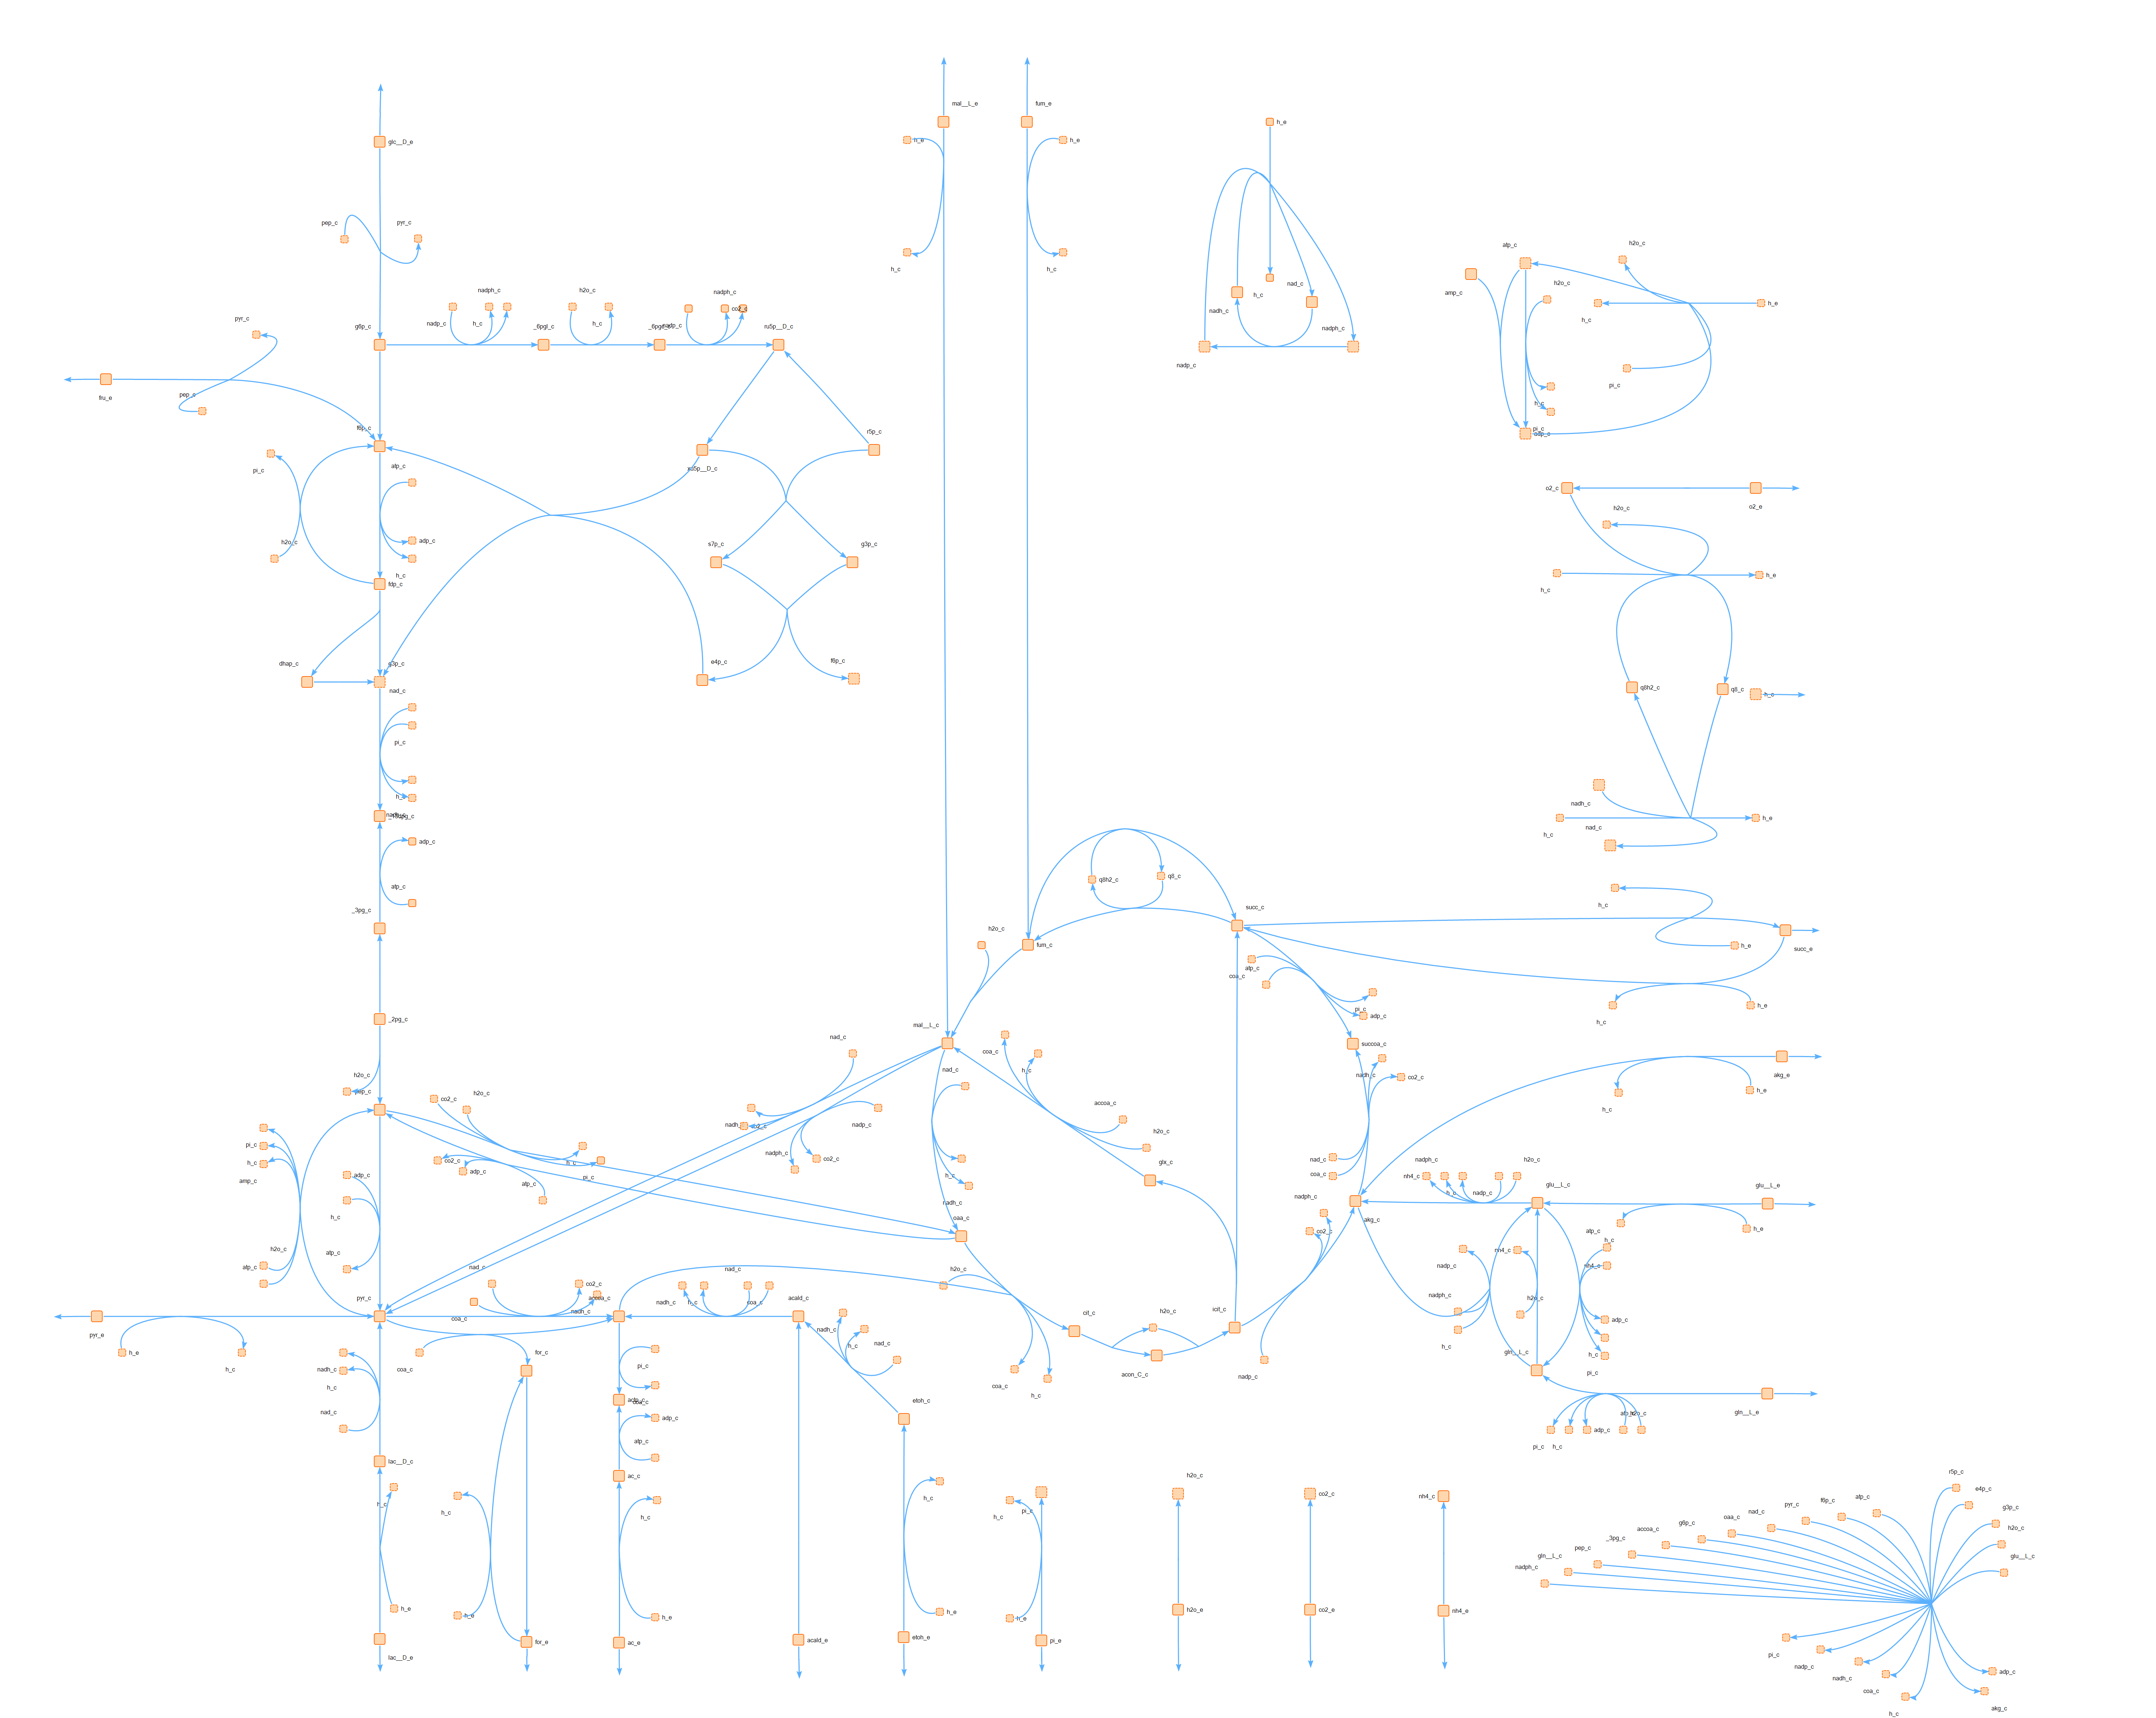 mal__L_e
fum_e
h_e
glc__D_e
h_e
h_e
pep_c
pyr_c
atp_c
h2o_c
h_c
h_c
amp_c
h2o_c
nadph_c
h2o_c
nadph_c
h_c
nad_c
h_e
pyr_c
nadp_c
h_c
h_c
co2_c
nadh_c
h_c
g6p_c
_6pgl_c
nadp_c
ru5p__D_c
nadph_c
nadp_c
pi_c
fru_e
pep_c
h_c
f6p_c
r5p_c
pi_c
adp_c
pi_c
atp_c
xu5p__D_c
o2_c
o2_e
h2o_c
h2o_c
adp_c
s7p_c
g3p_c
h_c
fdp_c
h_e
h_c
dhap_c
g3p_c
e4p_c
f6p_c
nad_c
q8h2_c
q8_c
h_c
pi_c
h_c
nadh_c
nadh_c
h_e
nad_c
h_c
adp_c
atp_c
q8h2_c
q8_c
_3pg_c
succ_c
h_c
h2o_c
fum_c
h_e
succ_e
atp_c
coa_c
h_e
pi_c
adp_c
h_c
_2pg_c
mal__L_c
nad_c
coa_c
succoa_c
h2o_c
nad_c
h_c
nadh_c
co2_c
akg_e
pep_c
co2_c
h2o_c
h_e
accoa_c
h_c
nadh_c
co2_c
nadp_c
h2o_c
pi_c
h_c
co2_c
h_c
nadph_c
co2_c
glx_c
nad_c
nadph_c
h2o_c
amp_c
adp_c
adp_c
pi_c
h_c
coa_c
nh4_c
h_c
nadp_c
glu__L_c
glu__L_e
atp_c
nadh_c
nadph_c
h_c
oaa_c
akg_c
co2_c
h_e
atp_c
h_c
h2o_c
atp_c
nh4_c
atp_c
nad_c
h2o_c
nadp_c
nh4_c
co2_c
nad_c
pyr_c
accoa_c
nadh_c
h_c
coa_c
acald_c
nadph_c
h2o_c
coa_c
nadh_c
cit_c
h2o_c
icit_c
adp_c
pyr_e
h_e
h_c
nadh_c
h_c
coa_c
for_c
pi_c
h_c
nad_c
acon_C_c
nadp_c
h_c
gln__L_c
h_c
pi_c
coa_c
h_c
nad_c
actp_c
coa_c
etoh_c
adp_c
gln__L_e
atp_c
h2o_c
adp_c
pi_c
h_c
atp_c
lac__D_c
ac_c
h_c
h_c
h_c
h_c
h_c
pi_c
h2o_c
co2_c
nh4_c
r5p_c
e4p_c
g3p_c
h2o_c
glu__L_c
atp_c
f6p_c
pyr_c
nad_c
oaa_c
g6p_c
accoa_c
_3pg_c
pep_c
gln__L_c
nadph_c
h_e
h_e
h_e
h_e
h_e
lac__D_e
for_e
ac_e
acald_e
etoh_e
pi_e
h2o_e
co2_e
nh4_e
pi_c
nadp_c
nadh_c
coa_c
h_c
adp_c
akg_c